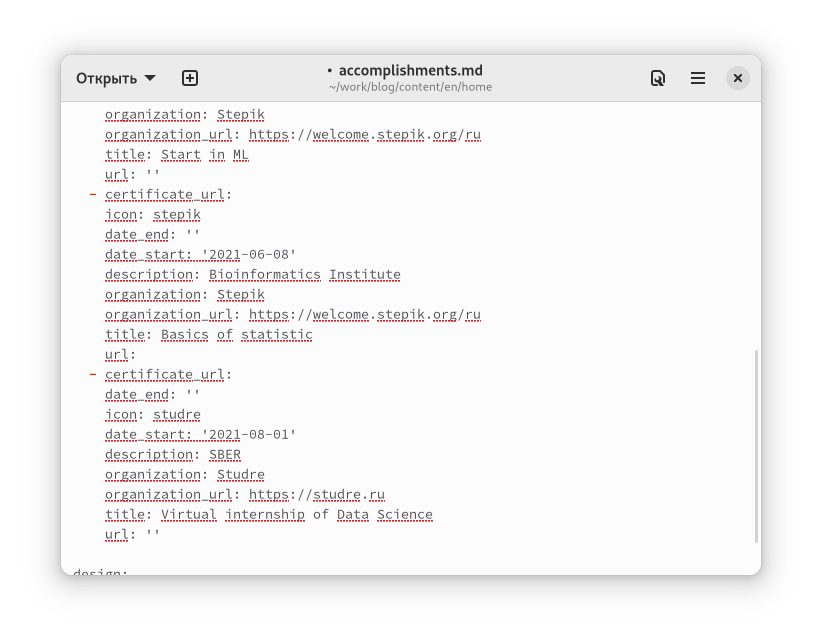 Открыть
• accomplishments.md
~/work/blog/content/en/home
organization: Stepik
organization_url: https://welcome.stepik.org/ru
title: Start in ML
url: ''
- certificate_url:
icon: stepik
date_end: ''
date_start: '2021-06-08'
description: Bioinformatics Institute
organization: Stepik
organization_url: https://welcome.stepik.org/ru
title: Basics of statistic
url:
- certificate_url:
date_end: ''
icon: studre
date_start: '2021-08-01'
description: SBER
organization: Studre
organization_url: https://studre.ru
title: Virtual internship of Data Science
url: ''
design: